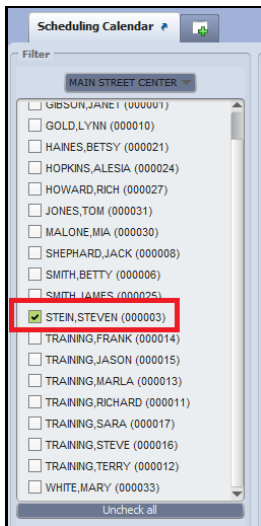 Scheduling Calendar
Filter
MAIN STREET CENTER
GIBSON,JANET (000001)
GOLD,LYNN (000010)
HAINES,BETSY (000021)
HOPKINS,ALESIA (000024)
HOWARD,RICH (000027)
JONES,TOM (000031)
MALONE,MIA (000030)
SHEPHARD,JACK (000008)
SMITH,BETTY (000006)
SMITH,JAMES (000025)
STEIN,STEVEN (000003)
TRAINING,FRANK (000014)
TRAINING,JASON (000015)
TRAINING,MARLA (000013)
TRAINING,RICHARD (000011)
TRAINING,SARA (000017)
TRAINING,STEVE (000016)
TRAINING,TERRY (000012)
WHITE,MARY (000033)
Uncheck all